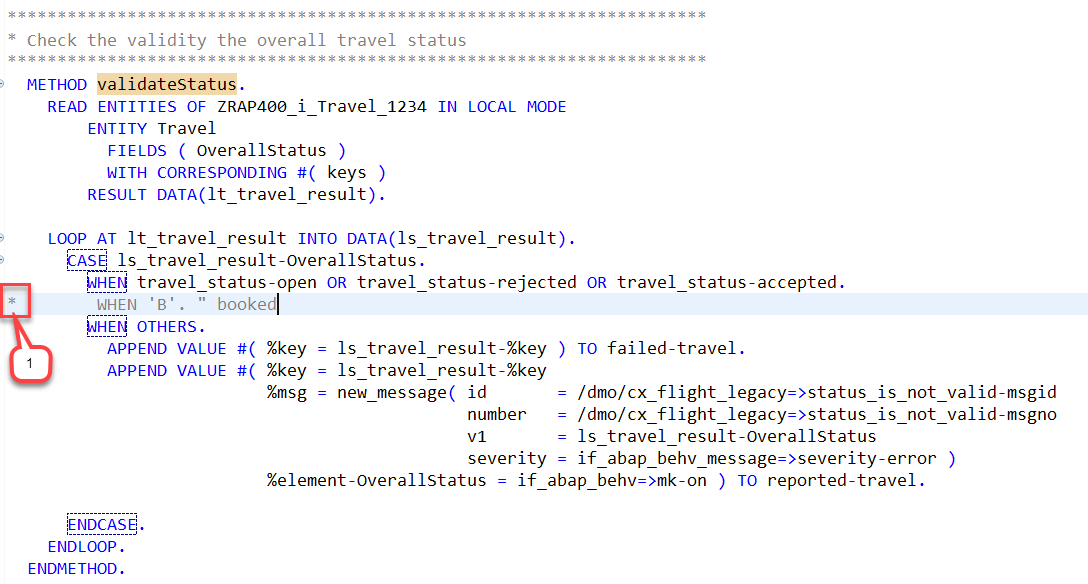 **********************************************************************
* Check the validity the overall travel status
**********************************************************************
METHOD validateStatus.
READ ENTITIES OF ZRAP400_i_Travel_1234 IN LOCAL MODE
ENTITY Travel
FIELDS ( OverallStatus )
WITH CORRESPONDING #( keys )
RESULT DATA(lt_travel_result).
LOOP AT lt_travel_result INTO DATA(ls_travel_result).
CASE ls_travel_result-OverallStatus.
WHEN travel_status-open OR travel_status-rejected OR travel_status-accepted.
* WHEN 'B'. " booked
WHEN OTHERS.
1
APPEND VALUE #( %key = ls_travel_result-%key ) TO failed-travel.
APPEND VALUE #( %key = ls_travel_result-%key
%msg = new_message( id = /dmo/cx_flight_legacy=>status_is_not_valid-msgid
number = /dmo/cx_flight_legacy=>status_is_not_valid-msgno
v1 = ls_travel_result-OverallStatus
severity = if_abap_behv_message=>severity-error )
%element-OverallStatus = if_abap_behv=>mk-on ) TO reported-travel.
ENDCASE.
ENDLOOP.
ENDMETHOD.